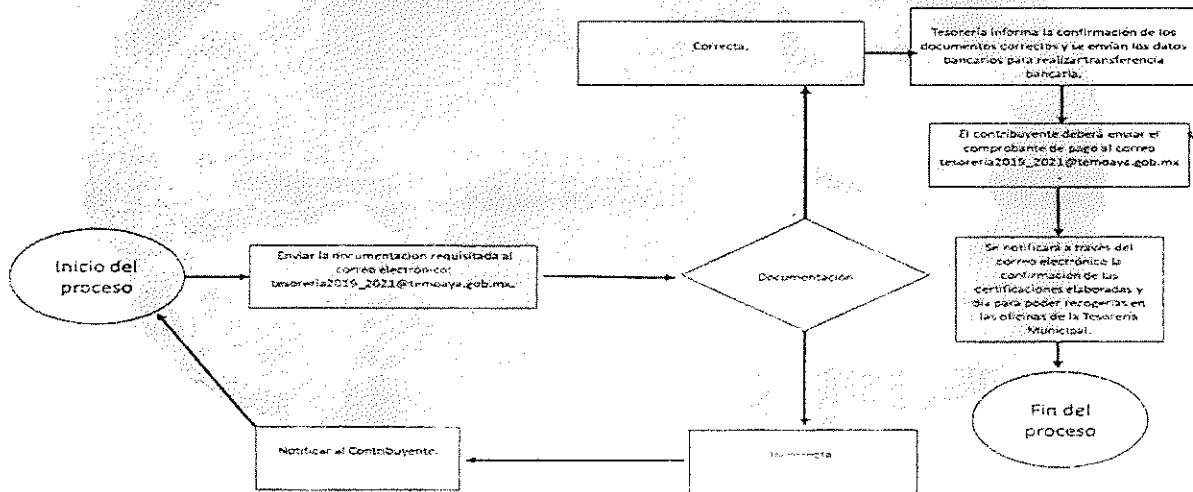 Inicio del
proceso
Enviar la documentacion requisitada al
correo electrónico:
tesoreria2019_2021@temoaya.gob.mx.
Documentación
Correcta.
Tesorería informa la confirmación de los
documentos correctos y se envían los datos
bancarios para realizar transferencia
bancaria.
El contribuyente deberá enviar el
comprobante de pago al correo
tesoreria2019_2021@temoaya.gob.mx
.
Se notificará a través del
correo electrónico la
confirmación de las
certificaciones elaboradas y
día para poder recogerlas en
las oficinas de la Tesorería
Municipal.
Fin del
proceso
Incorrecta
Notificar al Contribuyente.